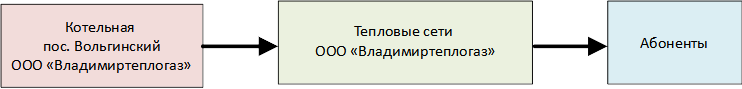 Котельная
пос. Вольгинский
ООО «Владимиртеплогаз»
Тепловые сети
ООО «Владимиртеплогаз»
Абоненты